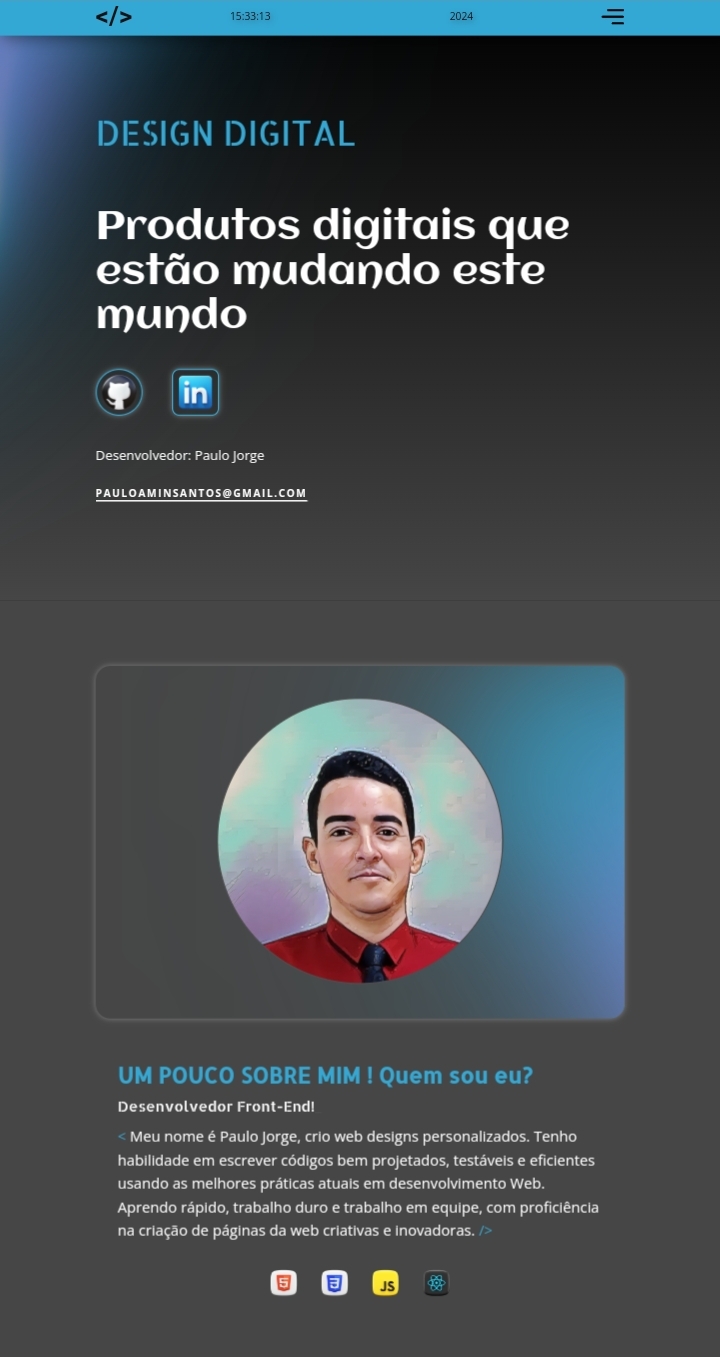 </> 15:33:13 2024
DESIGN DIGITAL
Produtos digitais que
estão mudando este
mundo
in
Desenvolvedor: Paulo Jorge
PAULOAMINSANTOS@GMAIL.COM
UM POUCO SOBRE MIM ! Quem sou eu?
Desenvolvedor Front-End!
< Meu nome é Paulo Jorge, crio web designs personalizados. Tenho
habilidade em escrever códigos bem projetados, testáveis e eficientes
usando as melhores práticas atuais em desenvolvimento Web.
Aprendo rápido, trabalho duro e trabalho em equipe, com proficiência
na criação de páginas da web criativas e inovadoras. />
5 3 JS